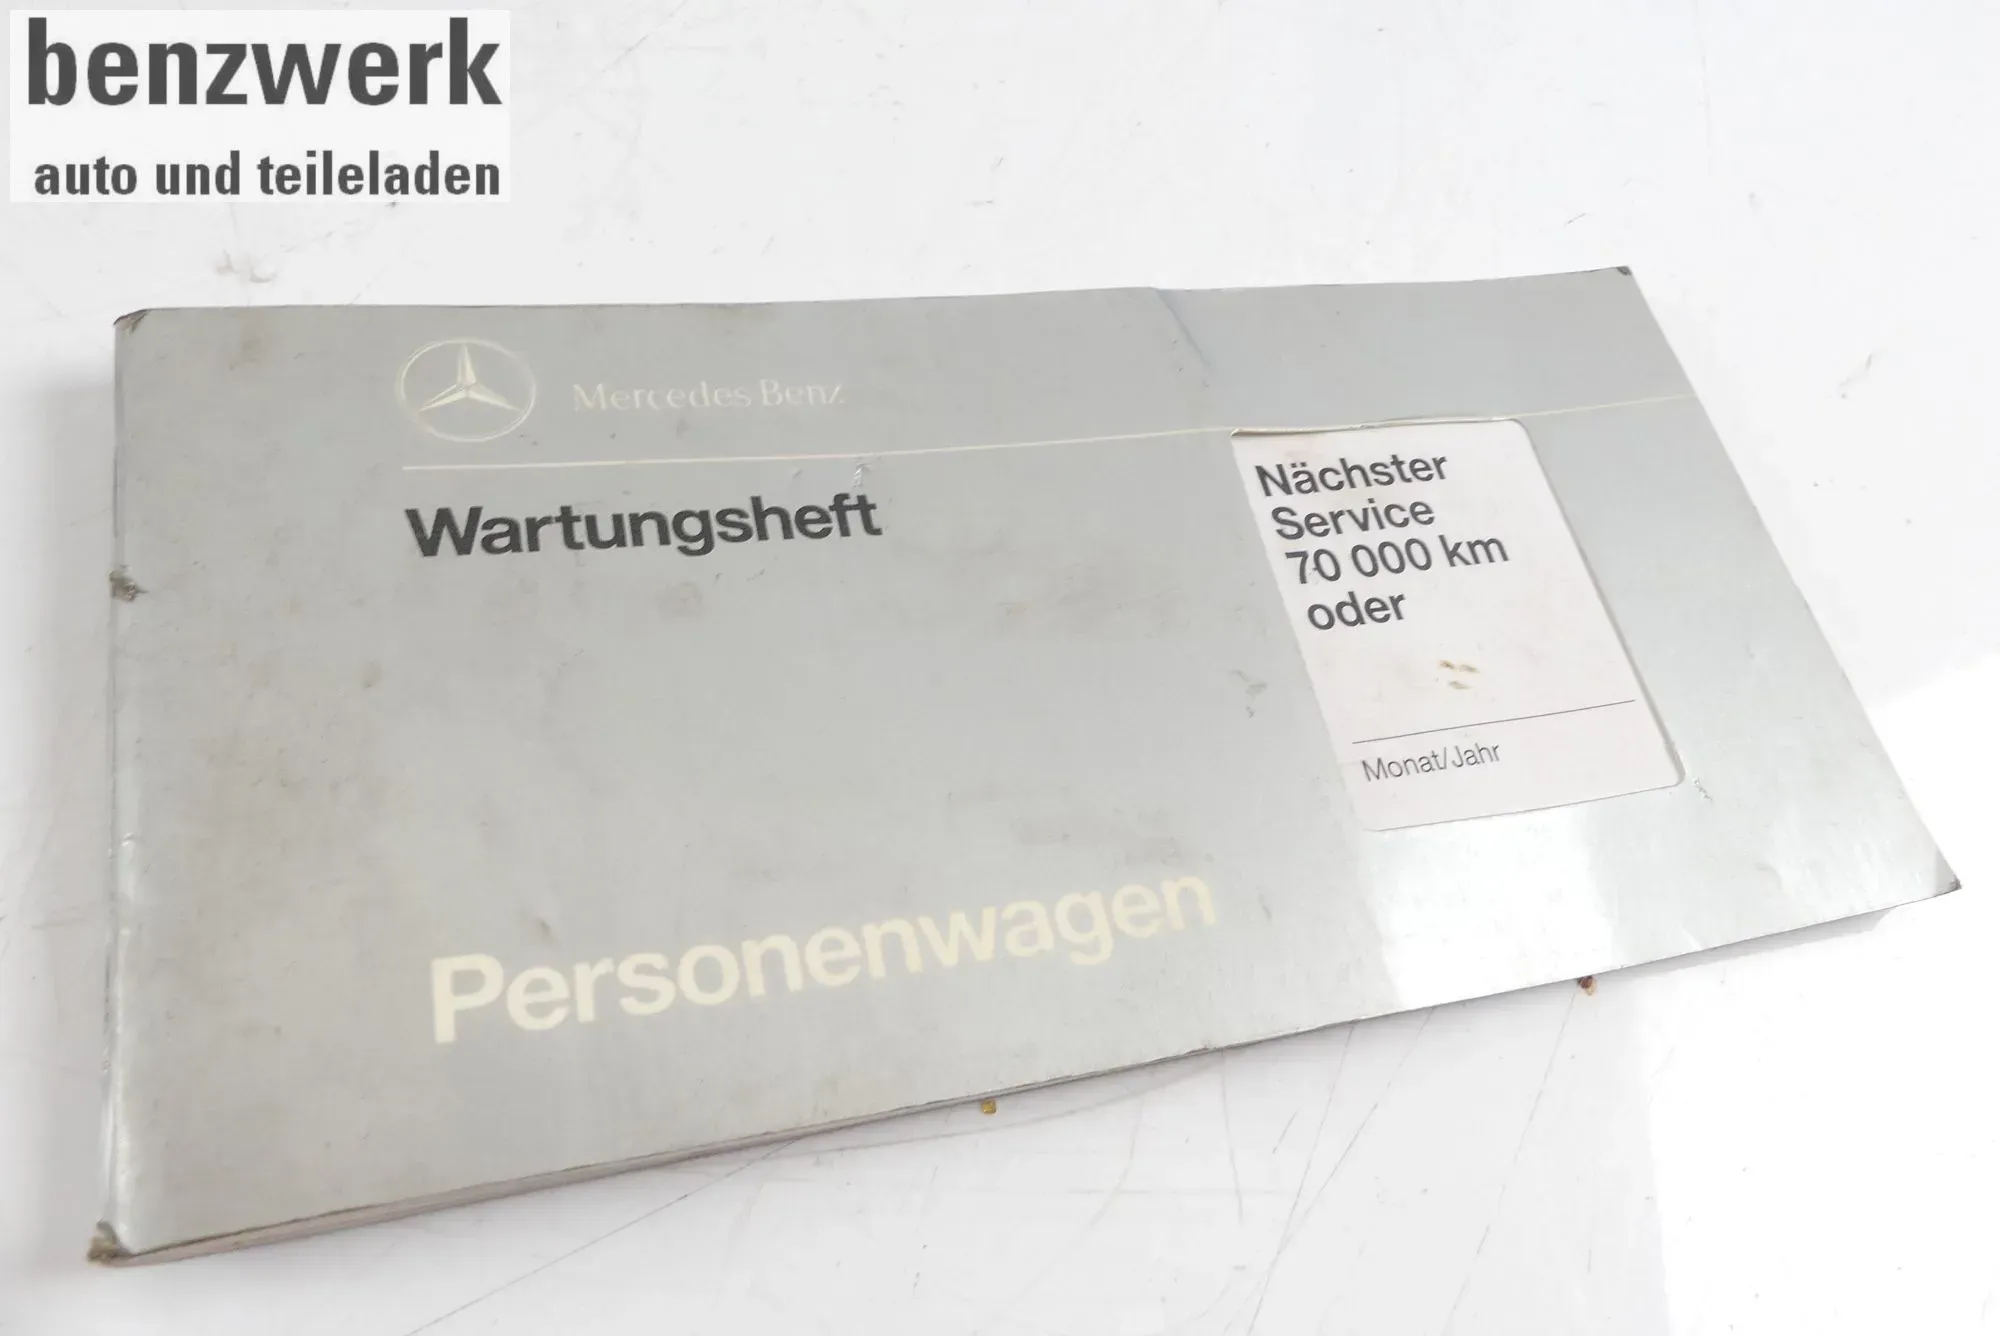 benzwerk
auto und teileladen
Mercedes Benz
Wartungsheft
Nächster
Service
70 000 km
oder
Monat/Jahr
Personenwagen